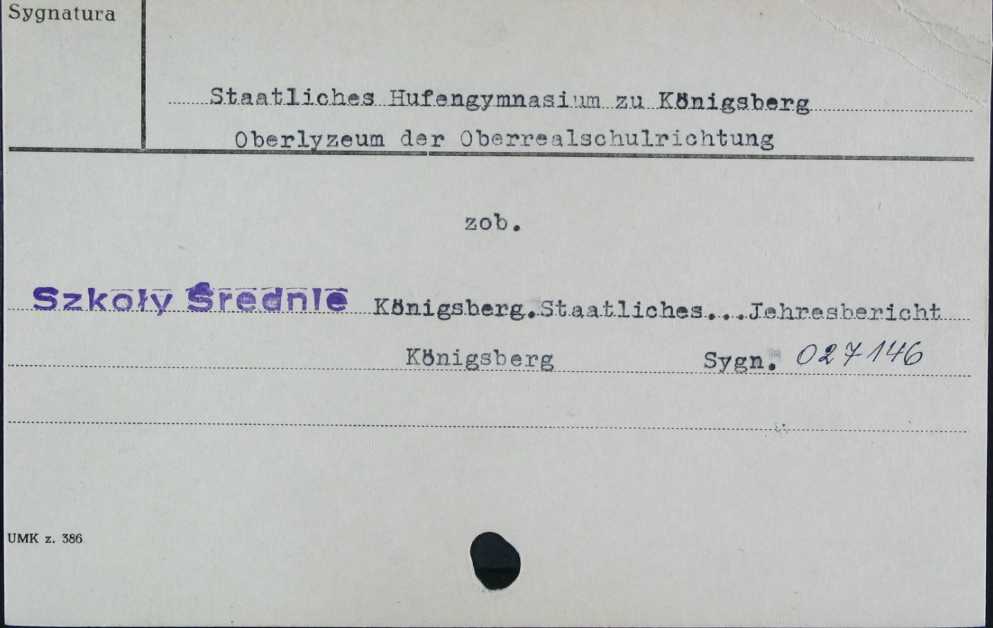 Sygnatura
Staatliches Hufengymnasium zu Königsberg
Oberlyzeum der Oberrealschulrichtung
zob.
Szkoły Średnie Königsberg.Staatliches...Jehresbericht
Königsberg Sygn. 027146
UMK z. 386